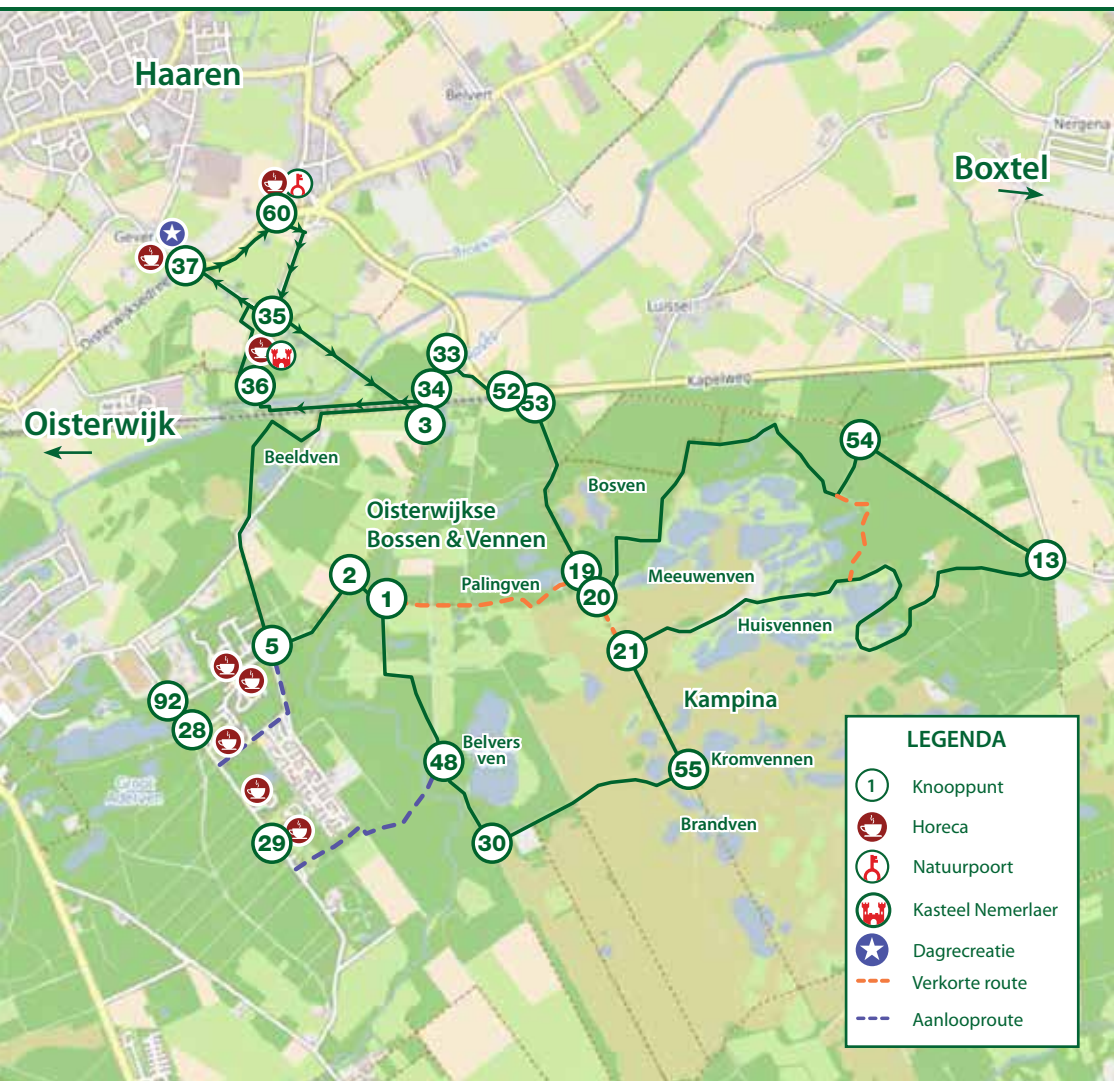 Haaren
Belvert
Nergena
Boxtel
60
37
Oisterwijksedreef
35
Luissel
33
34
36
52
53
Kapelweg
3
Oisterwijk
54
Beeldven
Bosven
Oisterwijkse
Bossen & Vennen
13
2
19
Meeuwenven
Palingven
1
20
Huisvennen
5
21
92
Kampina
28
Belvers
ven
48
55
Kromvennen
Groot
Adelven
Brandven
29
30
LEGENDA
1 Knooppunt
Horeca
Natuurpoort
Kasteel Nemerlaer
Dagrecreatie
Verkorte route
Aanlooproute